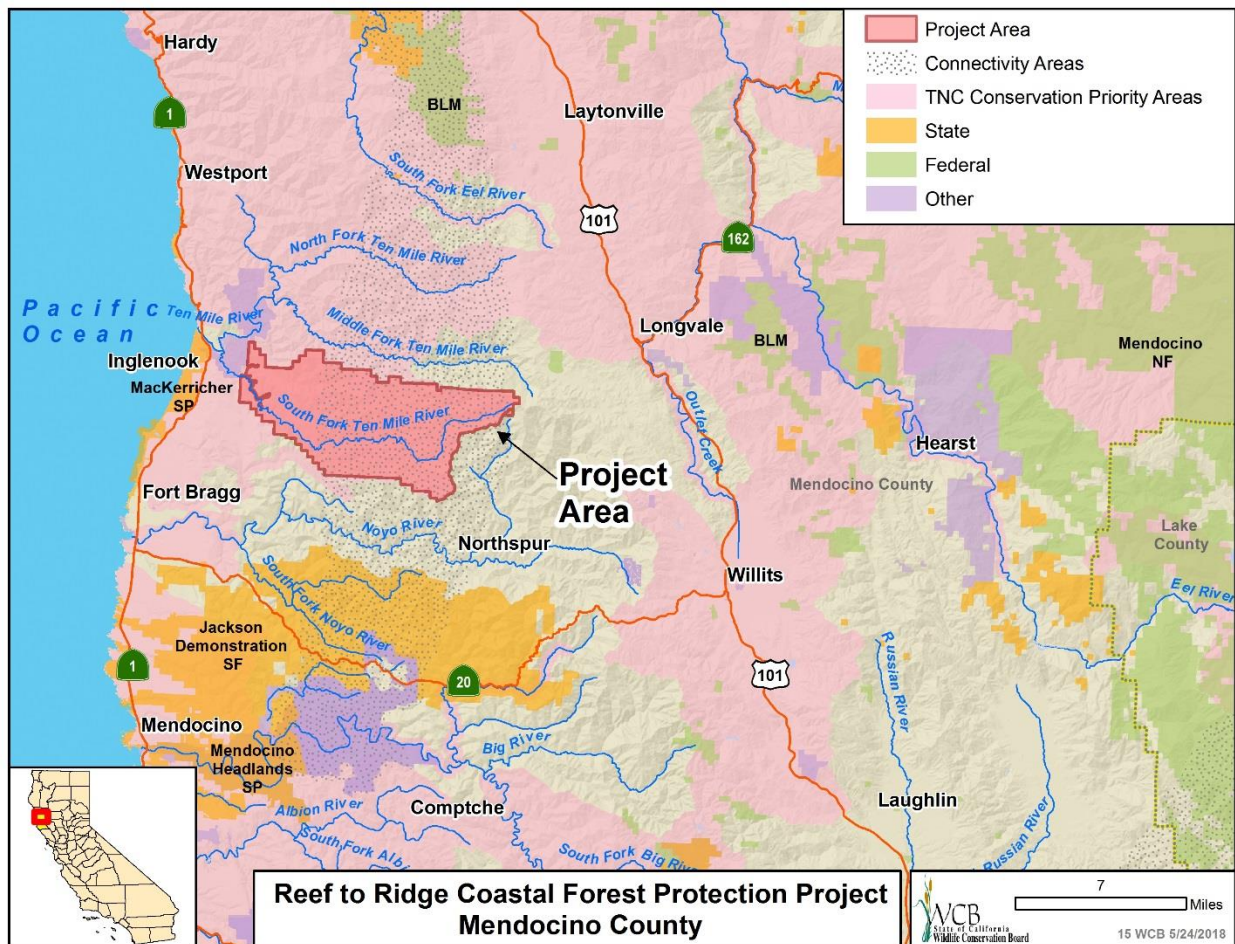 Hardy
1
Westport
BLM
Laytonville
South Fork Eel River
101
North Fork Ten Mile River
162
Pacific
Ocean
Ten Mile River
Middle Fork Ten Mile River
Longvale
BLM
Mendocino
NF
Inglenook
MacKerricher
SP
South Fork Ten Mile River
Outlet Creek
Hearst
Project
Area
Mendocino County
Fort Bragg
Noyo River
Northspur
Lake
County
Willits
Eel River
South Fork Noyo River
Jackson
Demonstration
SF
1
20
101
Russian River
Mendocino
Mendocino
Headlands
SP
Big River
Comptche
Laughlin
Russian River
Albion River
South Fork Albi
South Fork Big River
Project Area
Connectivity Areas
TNC Conservation Priority Areas
State
Federal
Other
Reef to Ridge Coastal Forest Protection Project
Mendocino County
WCB
State of California
Wildlife Conservation Board
7
Miles
15 WCB 5/24/2018